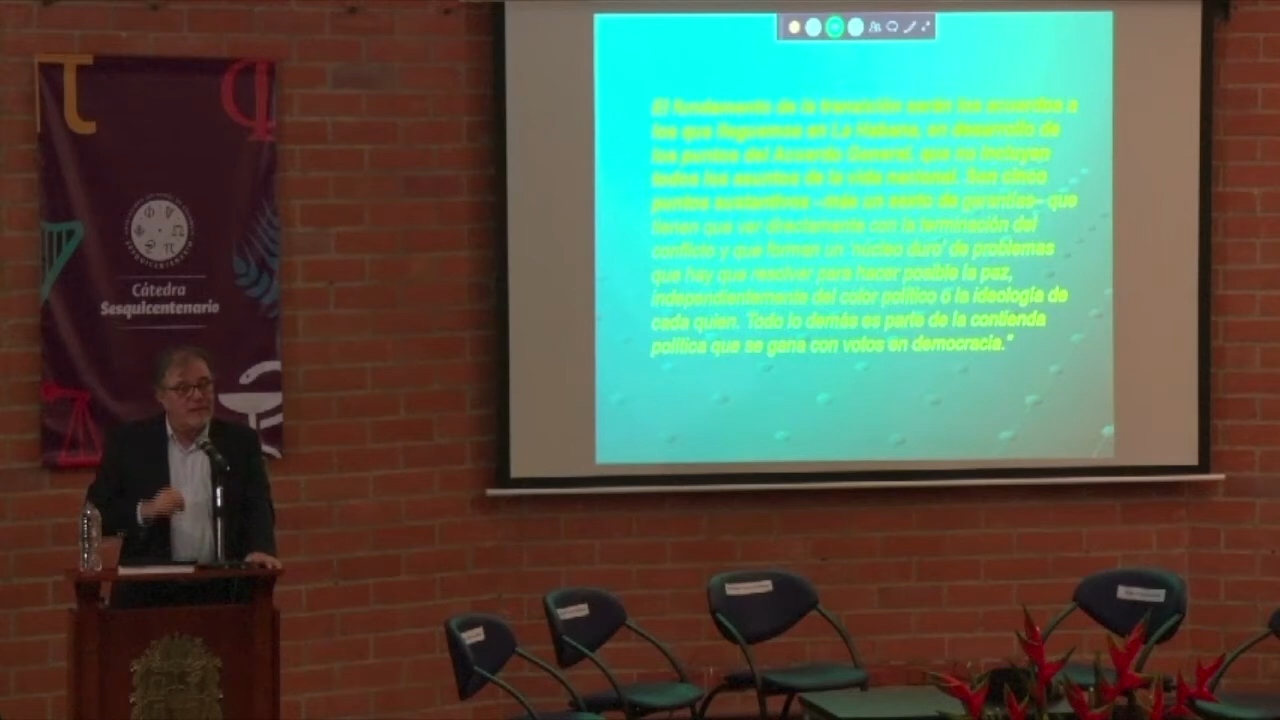 Cátedra
Sesquicentenario
El fundamento de la transición serán los acuerdos a
los que lleguemos en La Habana, en desarrollo de
los puntos del Acuerdo General, que no incluyen
todos los asuntos de la vida nacional. Son cinco
puntos sustantivos –más un sexto de garantías– que
tienen que ver directamente con la terminación del
conflicto y que forman un ‘núcleo duro’ de problemas
que hay que resolver para hacer posible la paz,
independientemente del color político o la ideología de
cada quien. Todo lo demás es parte de la contienda
política que se gana con votos en democracia.”